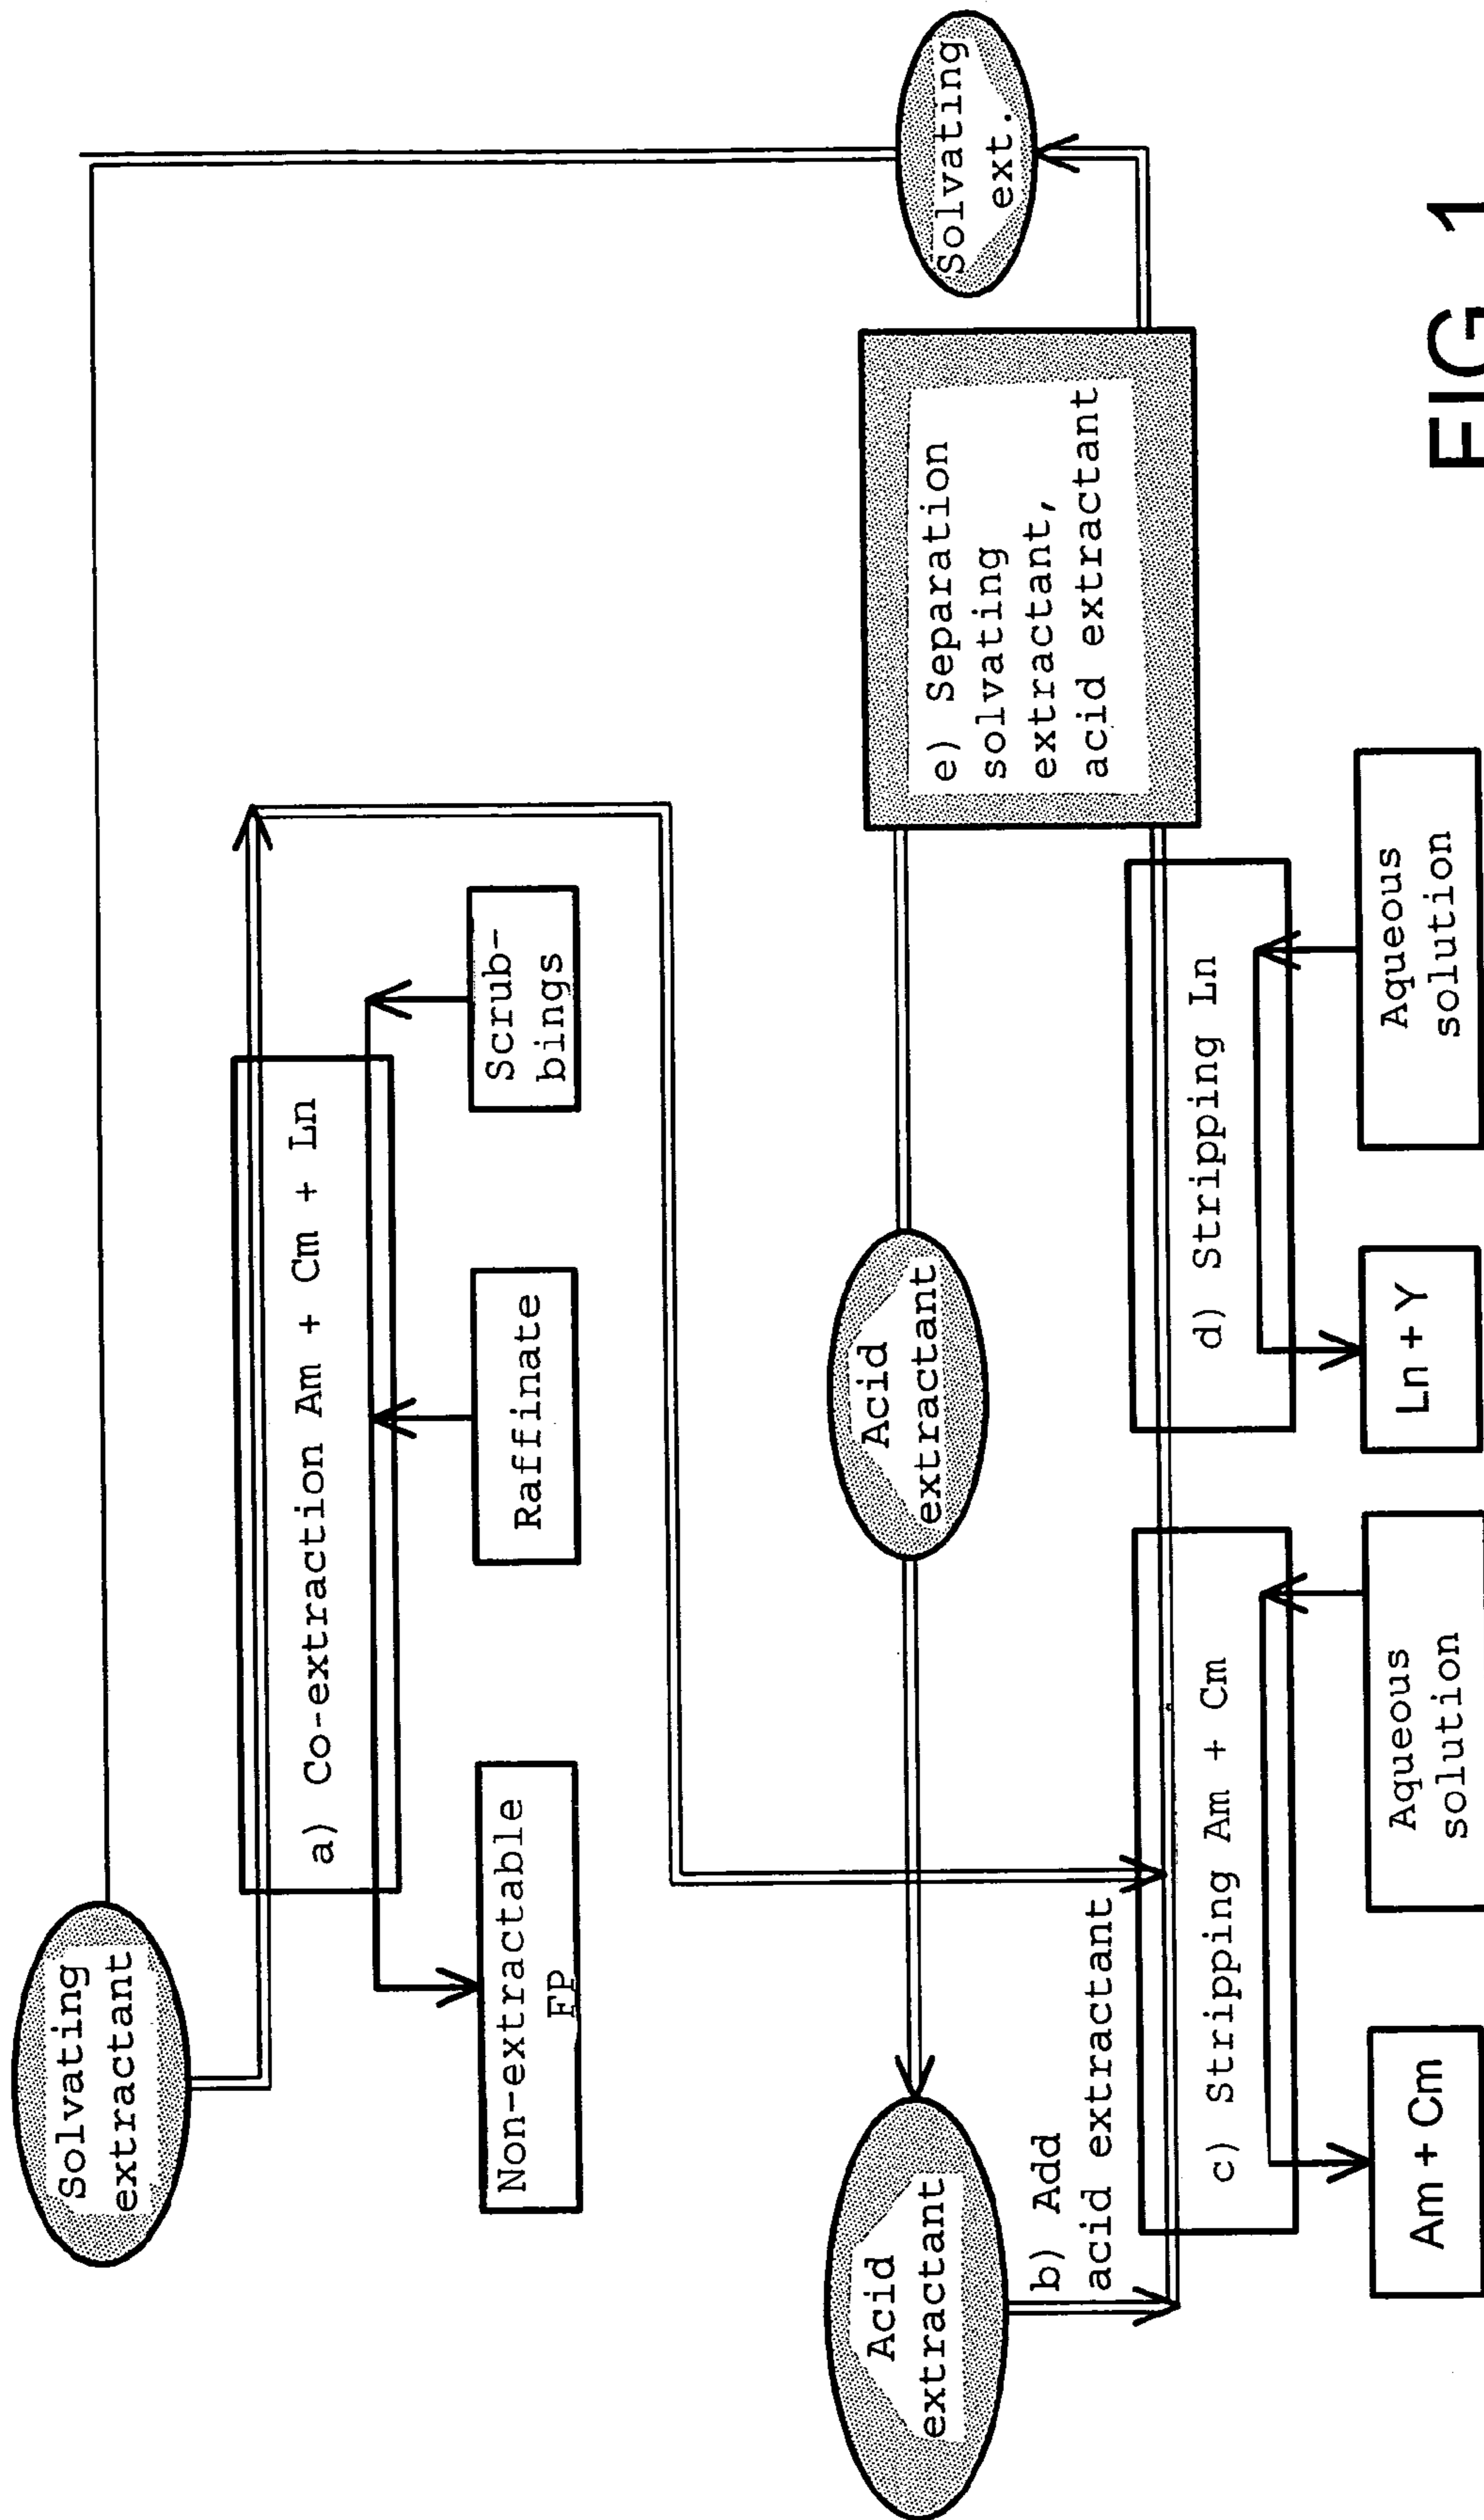 Solvating
extractant
a) Co-extraction Am + Cm + Ln
Non-extractable
FP
Raffinate
Scrub-
bings
Acid
extractant
b) Add
acid extractant
Acid
extractant
e) Separation
solvating
extractant,
acid extractant
Solvating
ext.
c) Stripping Am + Cm
d) Stripping Ln
Am + Cm
Aqueous
solution
Ln + Y
Aqueous
solution
FIG. 1